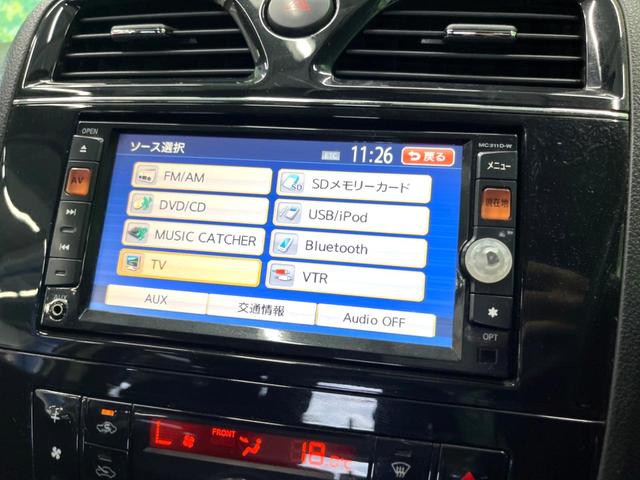 OPEN
MC311D-W
ソース選択
ETC
11:26
戻る
メニュー
AV
FM/AM
SDメモリーカード
現在地
DVD/CD
USB/iPod
MUSIC CATCHER
Bluetooth
TV
VTR
AUX
AUX
交通情報
Audio OFF
OPT
FRONT
18.0°C